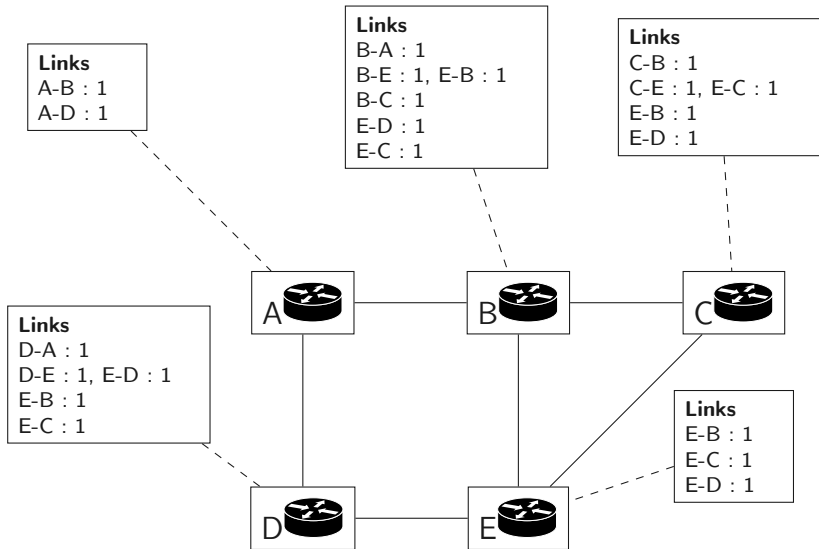 Links
A-B : 1
A-D : 1
Links
B-A : 1
B-E : 1, E-B : 1
B-C : 1
E-D : 1
E-C : 1
Links
C-B : 1
C-E : 1, E-C : 1
E-B : 1
E-D : 1
A
B
C
Links
D-A : 1
D-E : 1, E-D : 1
E-B : 1
E-C : 1
Links
E-B : 1
E-C : 1
E-D : 1
D
E